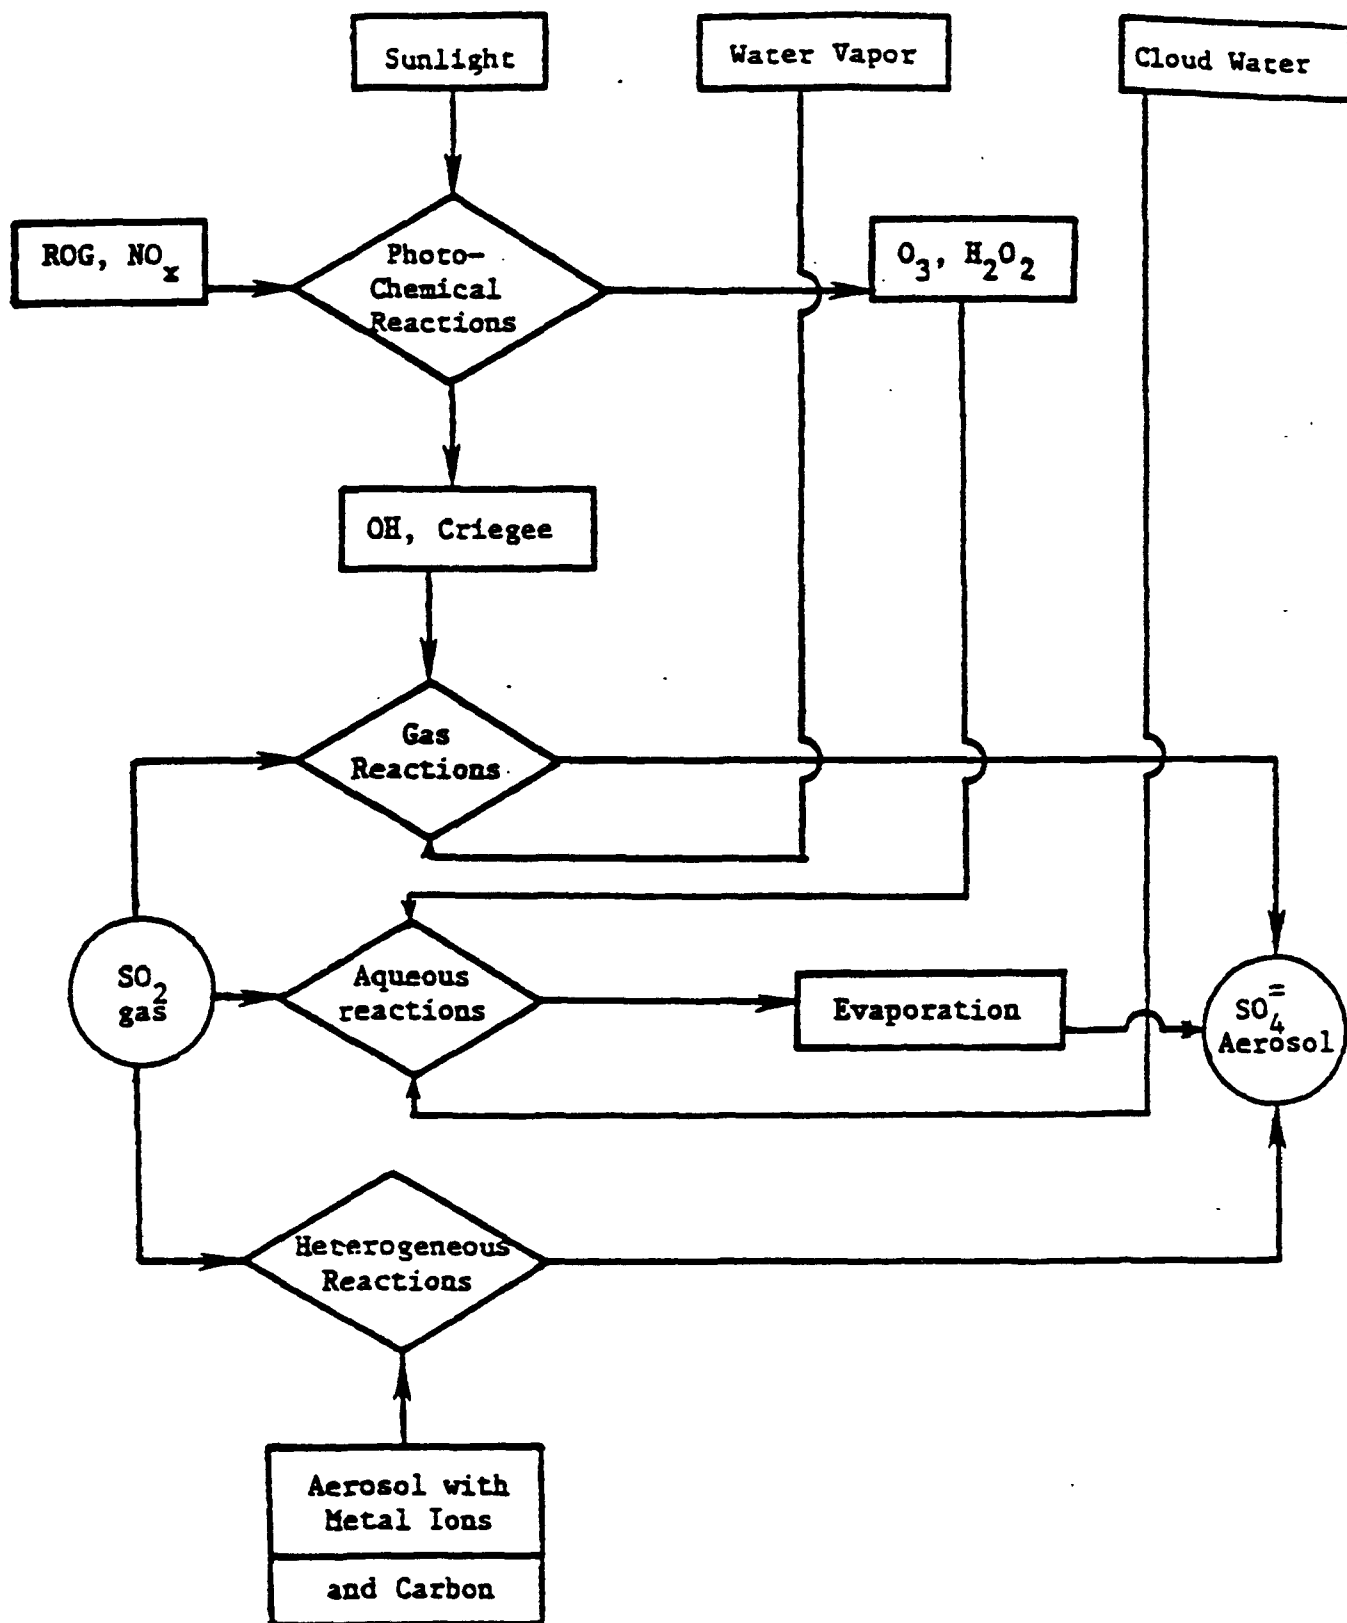 Sunlight
Water Vapor
Cloud Water
ROG, NOx
Photo-
Chemical
Reactions
O3, H2O2
OH, Criegee
Gas
Reactions
SO2
gas
Aqueous
reactions
Evaporation
SO4=
Aerosol
Heterogeneous
Reactions
Aerosol with
Metal Ions
and Carbon